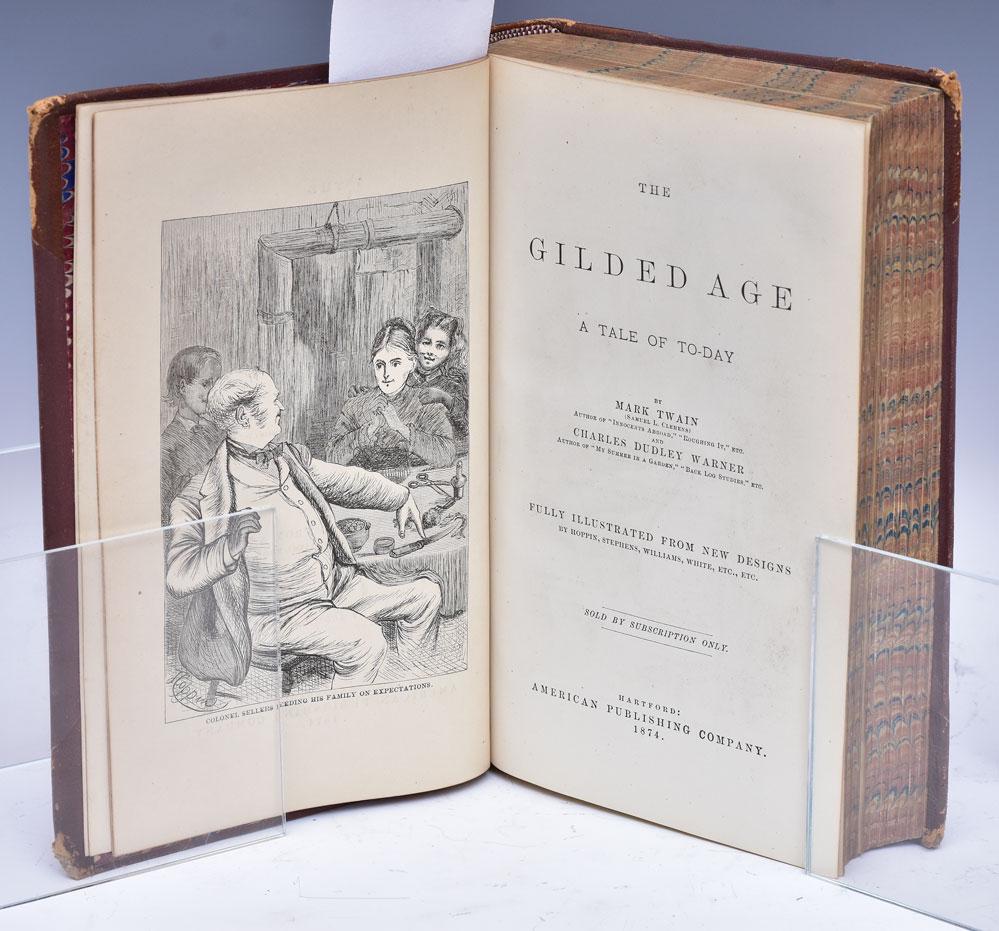 COLONEL SELLERS FEEDING HIS FAMILY ON EXPECTATIONS.
THE
GILDED AGE
A TALE OF TO-DAY
BY
MARK TWAIN
(SAMUEL L. CLEMENS)
AUTHOR OF "INNOCENTS ABROAD," "ROUGHING IT," ETC.
AND
CHARLES DUDLEY WARNER
AUTHOR OF "MY SUMMER IN A GARDEN," "BACK LOG STUDIES," ETC.
FULLY ILLUSTRATED FROM NEW DESIGNS
BY HOPPIN, STEPHENS, WILLIAMS, WHITE, ETC., ETC.
SOLD BY SUBSCRIPTION ONLY.
HARTFORD:
AMERICAN PUBLISHING COMPANY.
1874.